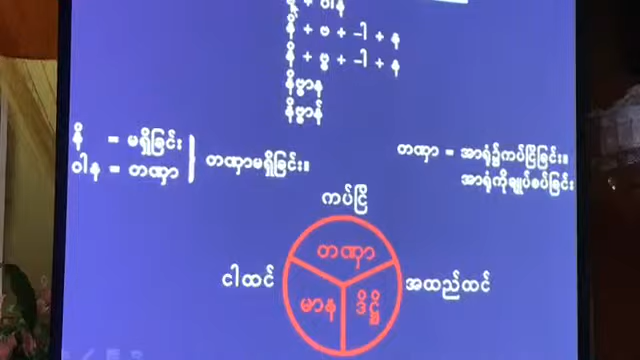 နိ + ဝါန
နိ + ဗ + –ါ + န
နိ + ဗ္ဗ + –ါ + န
နိဗ္ဗာန
နိဗ္ဗာန်
နိ = မရှိခြင်း
ဝါန = တဏှာ
တဏှာမရှိခြင်း။
တဏှာ = အာရုံ၌ကပ်ငြိခြင်း။
အာရုံကိုချုပ်စပ်ခြင်း
ကပ်ငြိ
တဏှာ
ငါထင်
အထည်ထင်
မာန
ဒိဋ္ဌိ